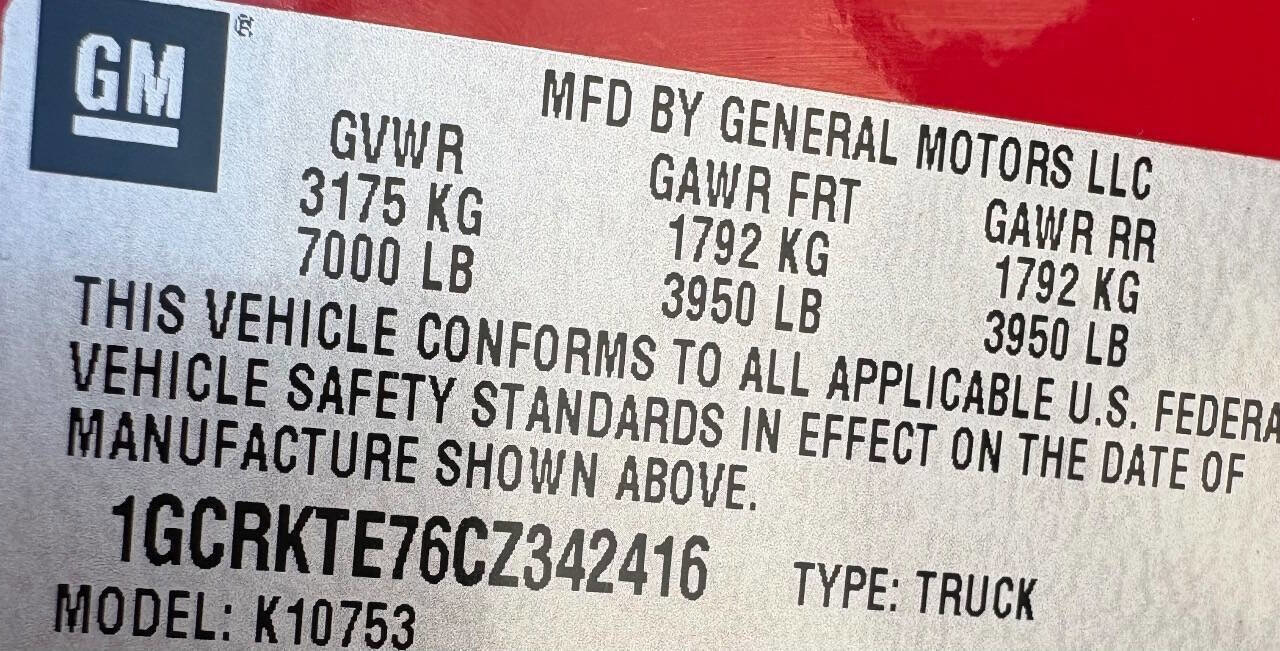 GM
MFD BY GENERAL MOTORS LLC
GVWR GAWR FRT GAWR RR
3175 KG 1792 KG 1792 KG
7000 LB 3950 LB 3950 LB
THIS VEHICLE CONFORMS TO ALL APPLICABLE U.S. FEDERA
VEHICLE SAFETY STANDARDS IN EFFECT ON THE DATE OF
MANUFACTURE SHOWN ABOVE.
1GCRKTE76CZ342416 TYPE: TRUCK
MODEL: K10753